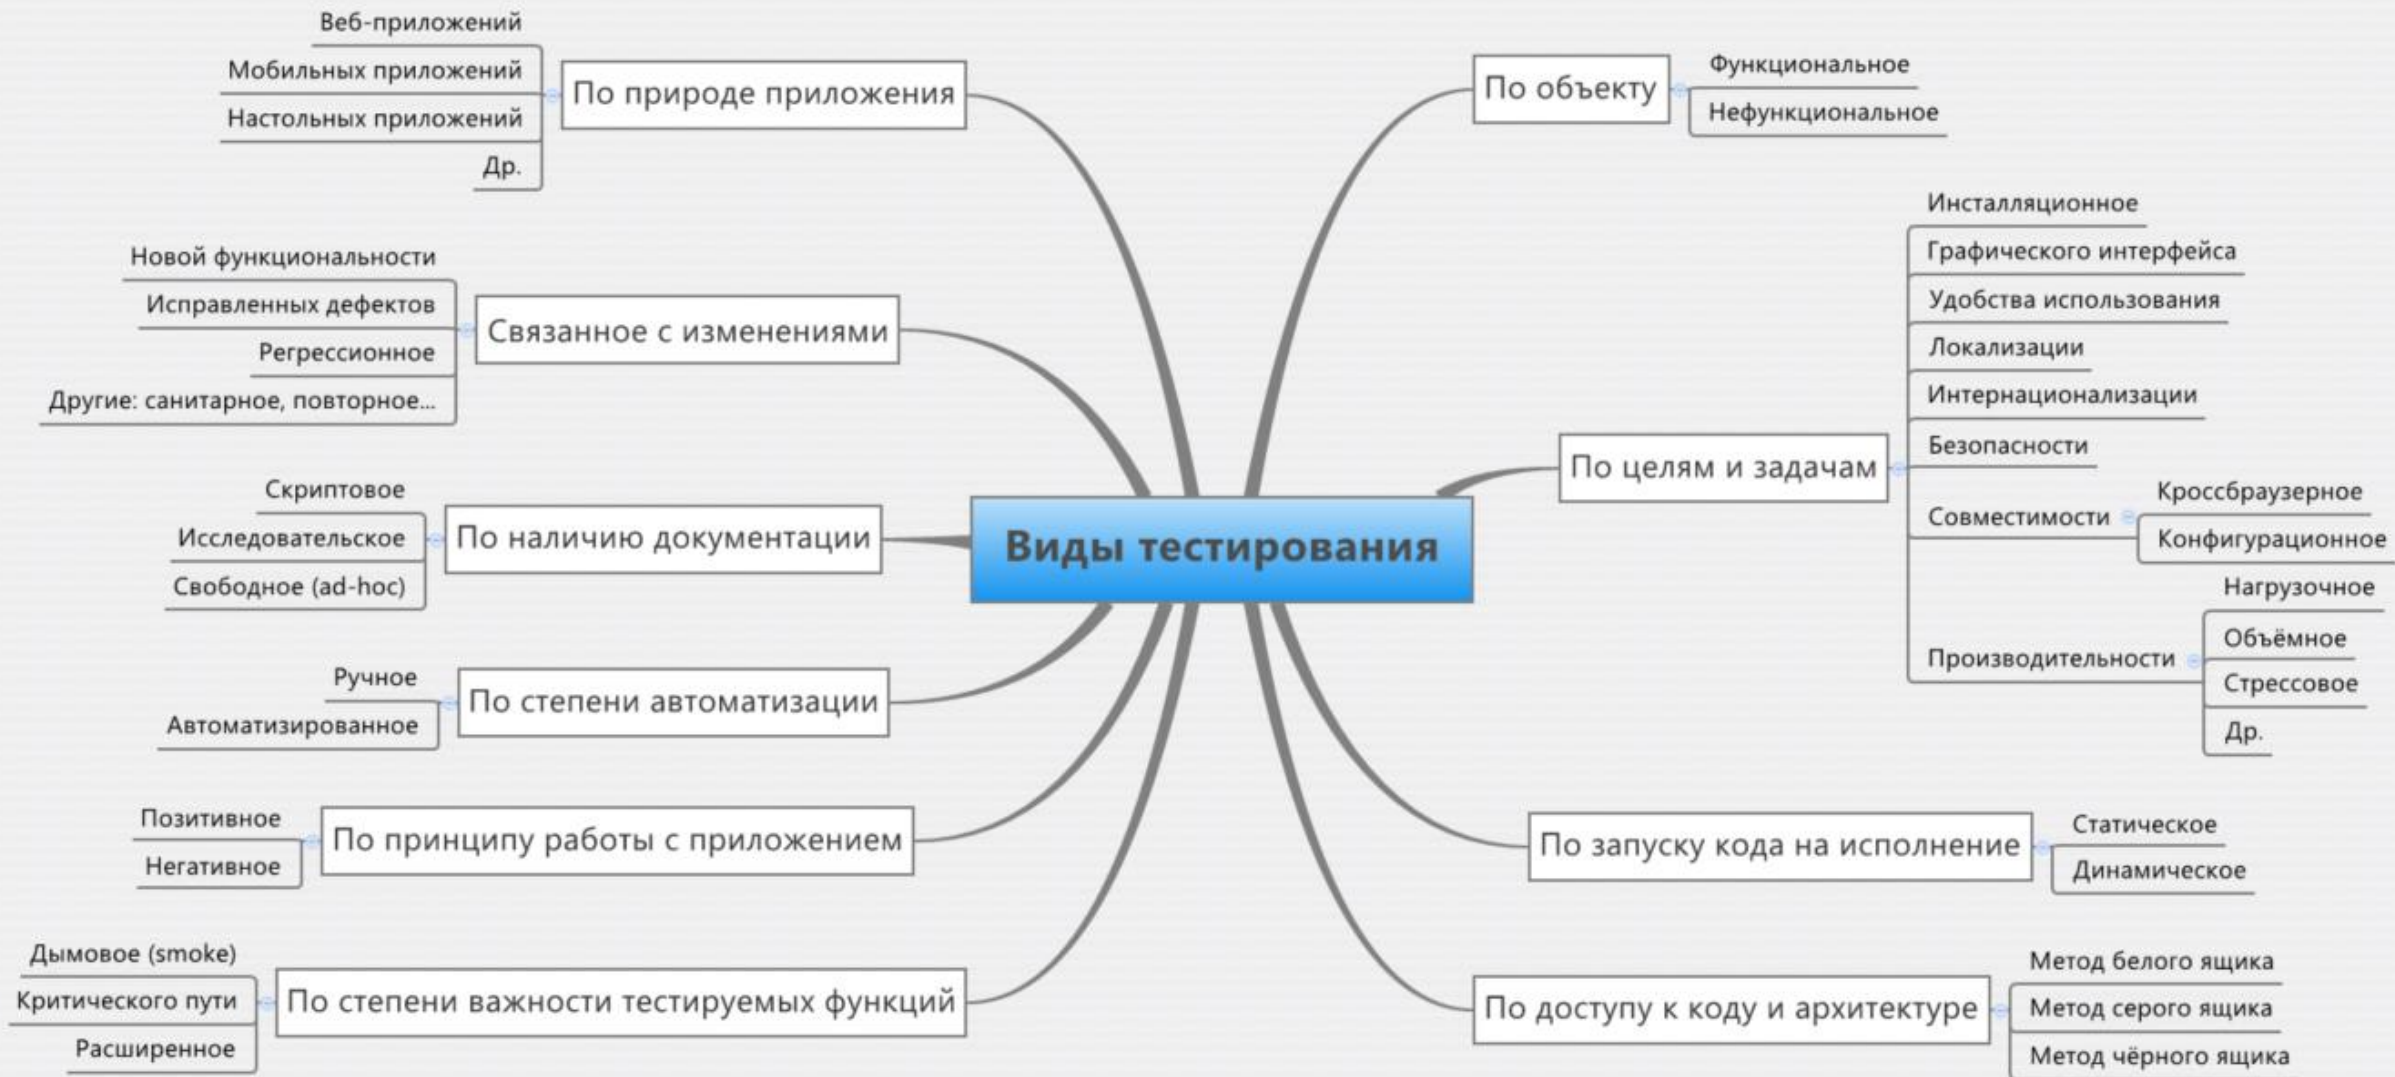 Виды тестирования
По природе приложения
Веб-приложений
Мобильных приложений
Настольных приложений
Др.
Связанное с изменениями
Новой функциональности
Исправленных дефектов
Регрессионное
Другие: санитарное, повторное...
По наличию документации
Скриптовое
Исследовательское
Свободное (ad-hoc)
По степени автоматизации
Ручное
Автоматизированное
По принципу работы с приложением
Позитивное
Негативное
По степени важности тестируемых функций
Дымовое (smoke)
Критического пути
Расширенное
По объекту
Функциональное
Нефункциональное
По целям и задачам
Инсталляционное
Графического интерфейса
Удобства использования
Локализации
Интернационализации
Безопасности
Совместимости
Кроссбраузерное
Конфигурационное
Производительности
Нагрузочное
Объёмное
Стрессовое
Др.
По запуску кода на исполнение
Статическое
Динамическое
По доступу к коду и архитектуре
Метод белого ящика
Метод серого ящика
Метод чёрного ящика